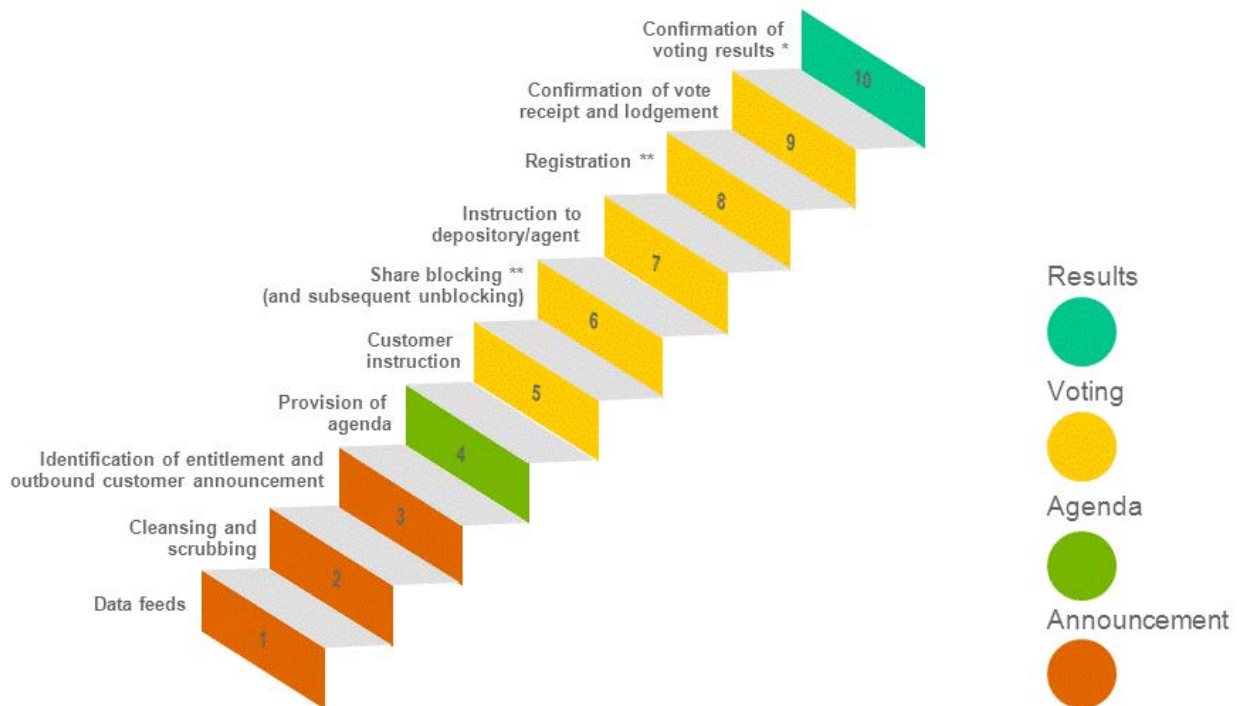 Confirmation of
voting results *
10
Confirmation of vote
receipt and lodgement
9
Registration **
8
Instruction to
depository/agent
7
Share blocking **
(and subsequent unblocking)
6
Customer
instruction
5
Provision of
agenda
4
Identification of entitlement and
outbound customer announcement
3
Cleansing and
scrubbing
2
Data feeds
1
Results
Voting
Agenda
Announcement